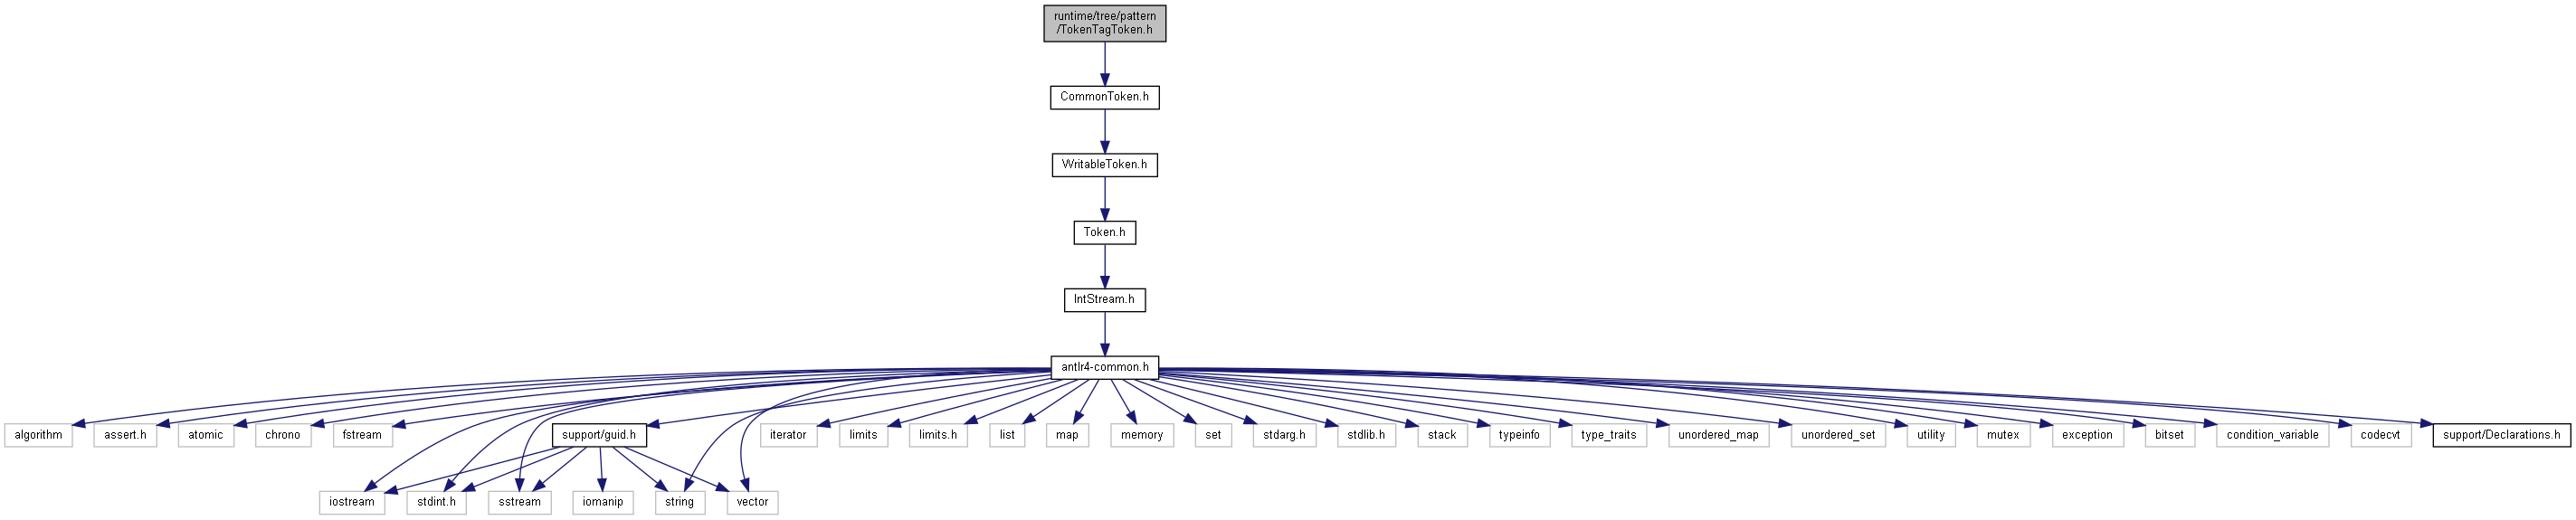 runtime/tree/pattern
/TokenTagToken.h
CommonToken.h
WritableToken.h
Token.h
IntStream.h
antlr4-common.h
algorithm
assert.h
atomic
chrono
fstream
support/guid.h
iterator
limits
limits.h
list
map
memory
set
stdarg.h
stdlib.h
stack
typeinfo
type_traits
unordered_map
unordered_set
utility
mutex
exception
bitset
condition_variable
codecvt
support/Declarations.h
iostream
stdint.h
sstream
iomanip
string
vector